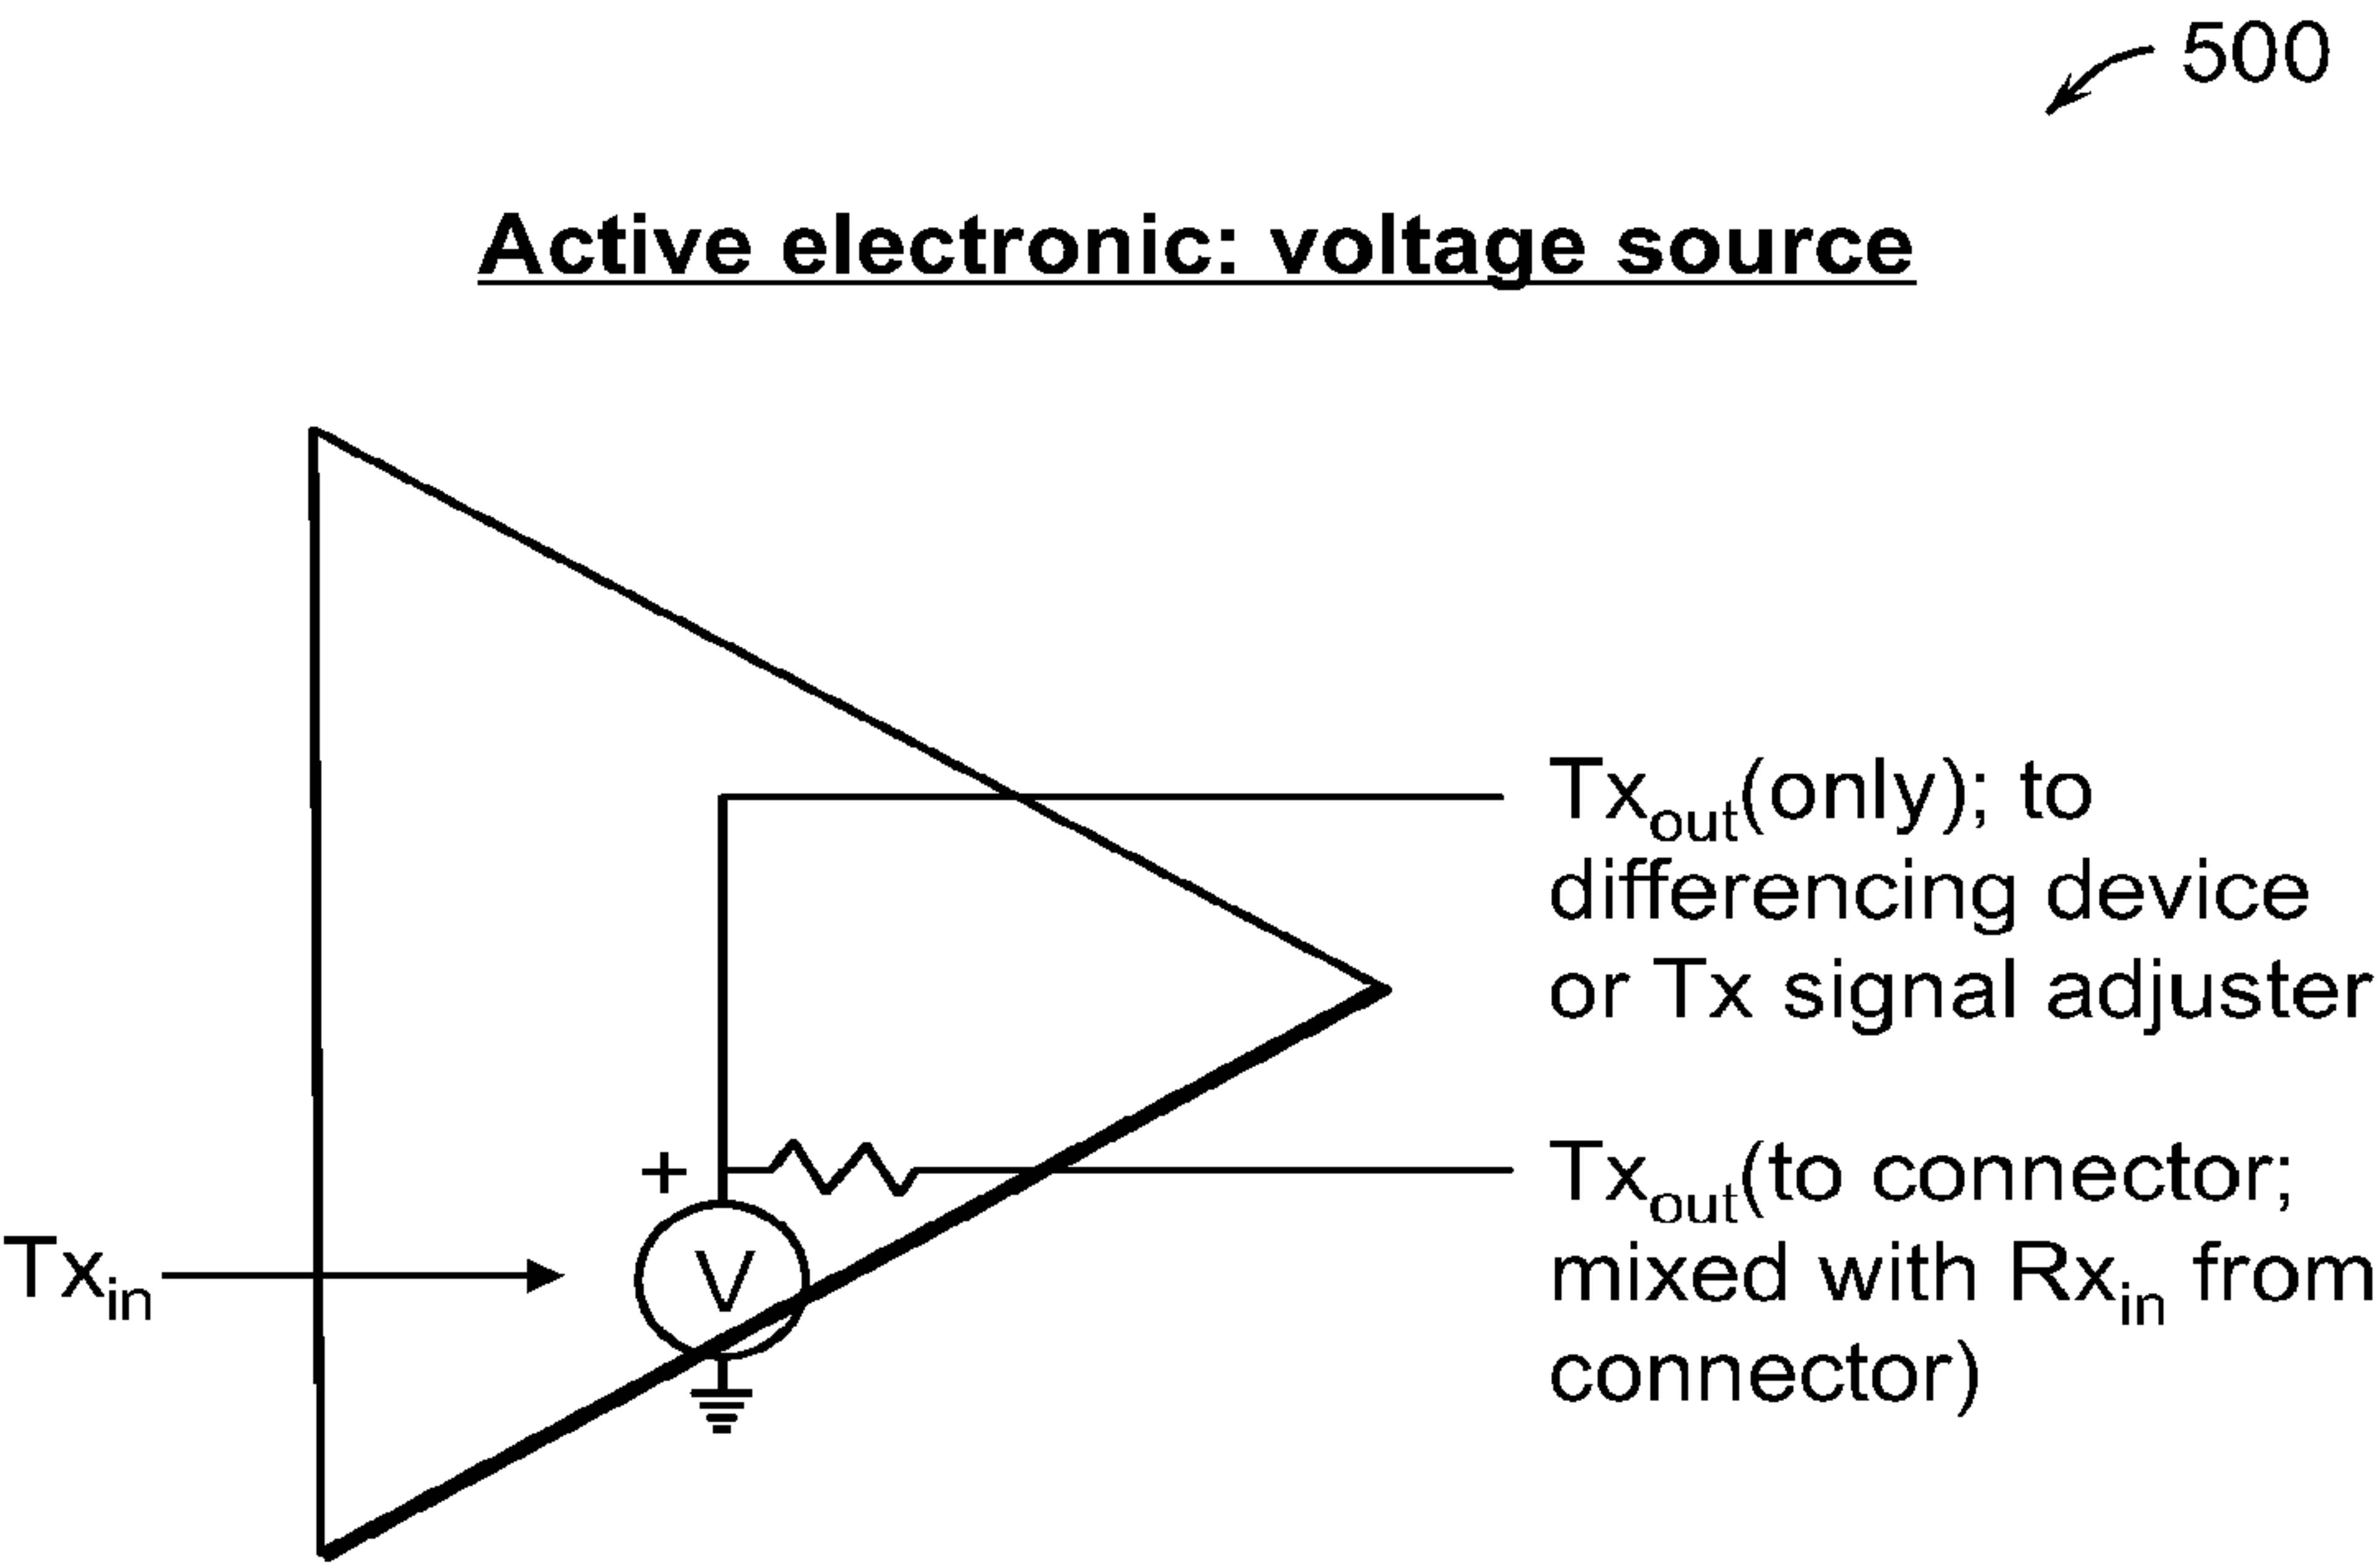 500
Active electronic: voltage source
Txout(only); to
differencing device
or Tx signal adjuster
+
Txout(to connector;
mixed with Rxin from
connector)
Txin
V